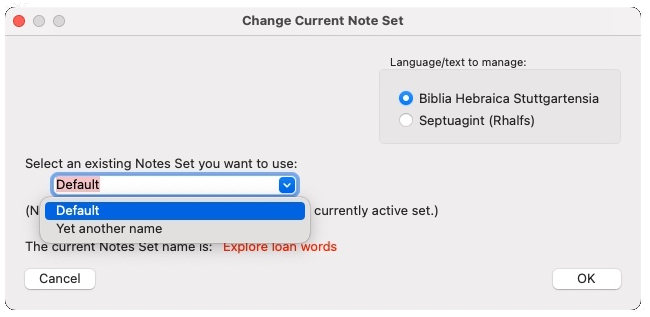 Change Current Note Set
Language/text to manage:
Biblia Hebraica Stuttgartensia
Septuagint (Rhalfs)
Select an existing Notes Set you want to use:
Default
Default
Yet another name
(N currently active set.)
The current Notes Set name is: Explore loan words
Cancel OK